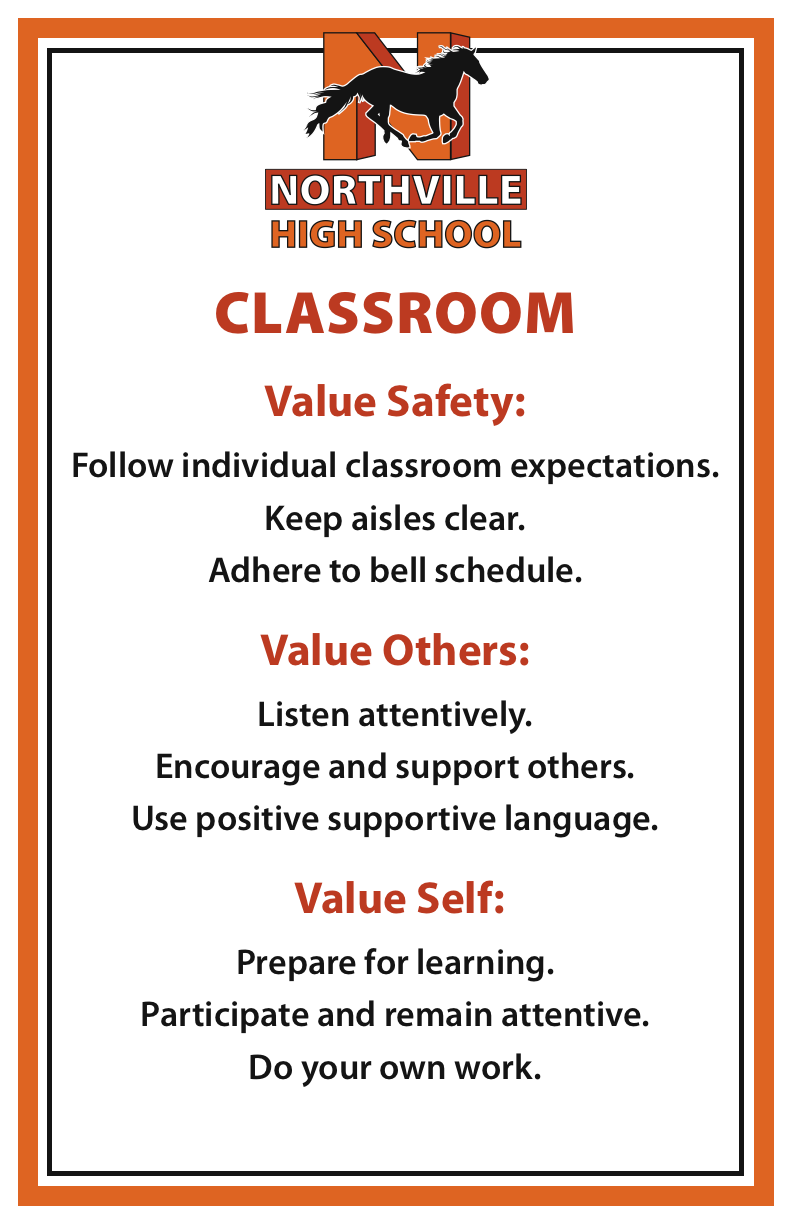 N
NORTHVILLE
HIGH SCHOOL
CLASSROOM
Value Safety:
Follow individual classroom expectations.
Keep aisles clear.
Adhere to bell schedule.
Value Others:
Listen attentively.
Encourage and support others.
Use positive supportive language.
Value Self:
Prepare for learning.
Participate and remain attentive.
Do your own work.